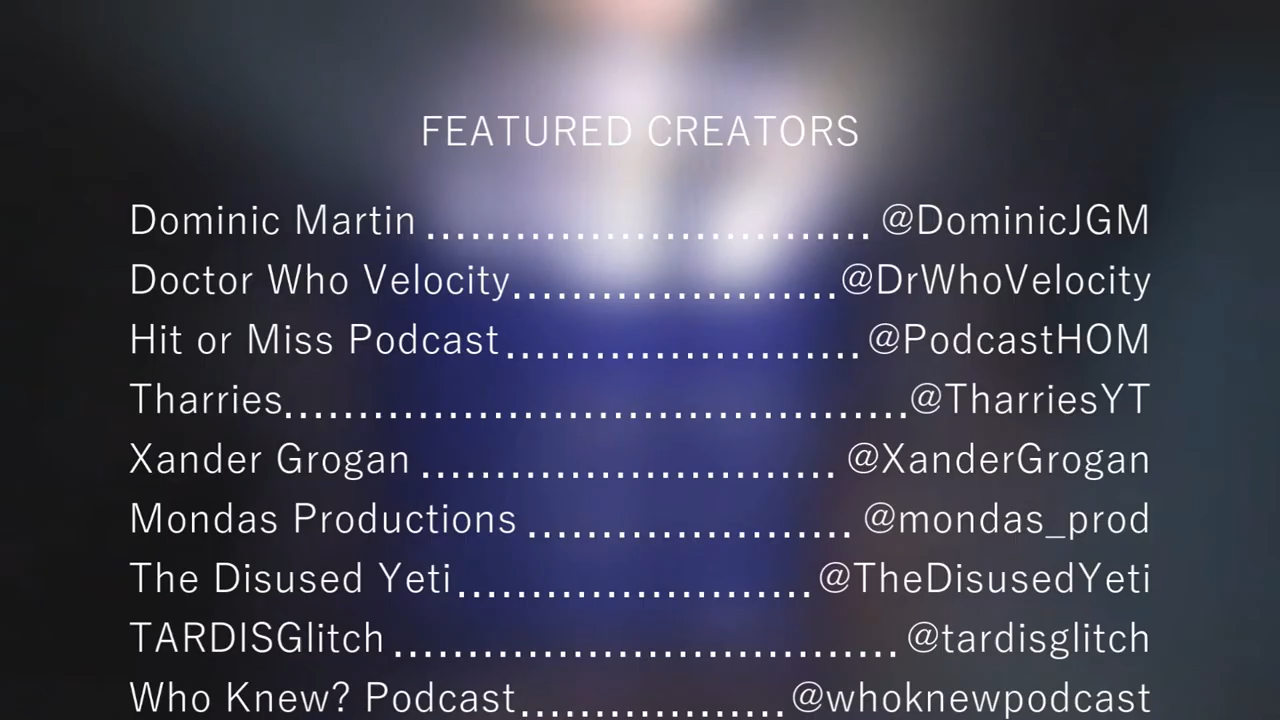 FEATURED CREATORS
Dominic Martin ............................. @DominicJGM
Doctor Who Velocity...................... @DrWhoVelocity
Hit or Miss Podcast........................ @PodcastHOM
Tharries..........................................@TharriesYT
Xander Grogan ............................ @XanderGrogan
Mondas Productions ...................... @mondas_prod
The Disused Yeti........................ @TheDisusedYeti
TARDISGlitch .................................. @tardisglitch
Who Knew? Podcast.................. @whoknewpodcast